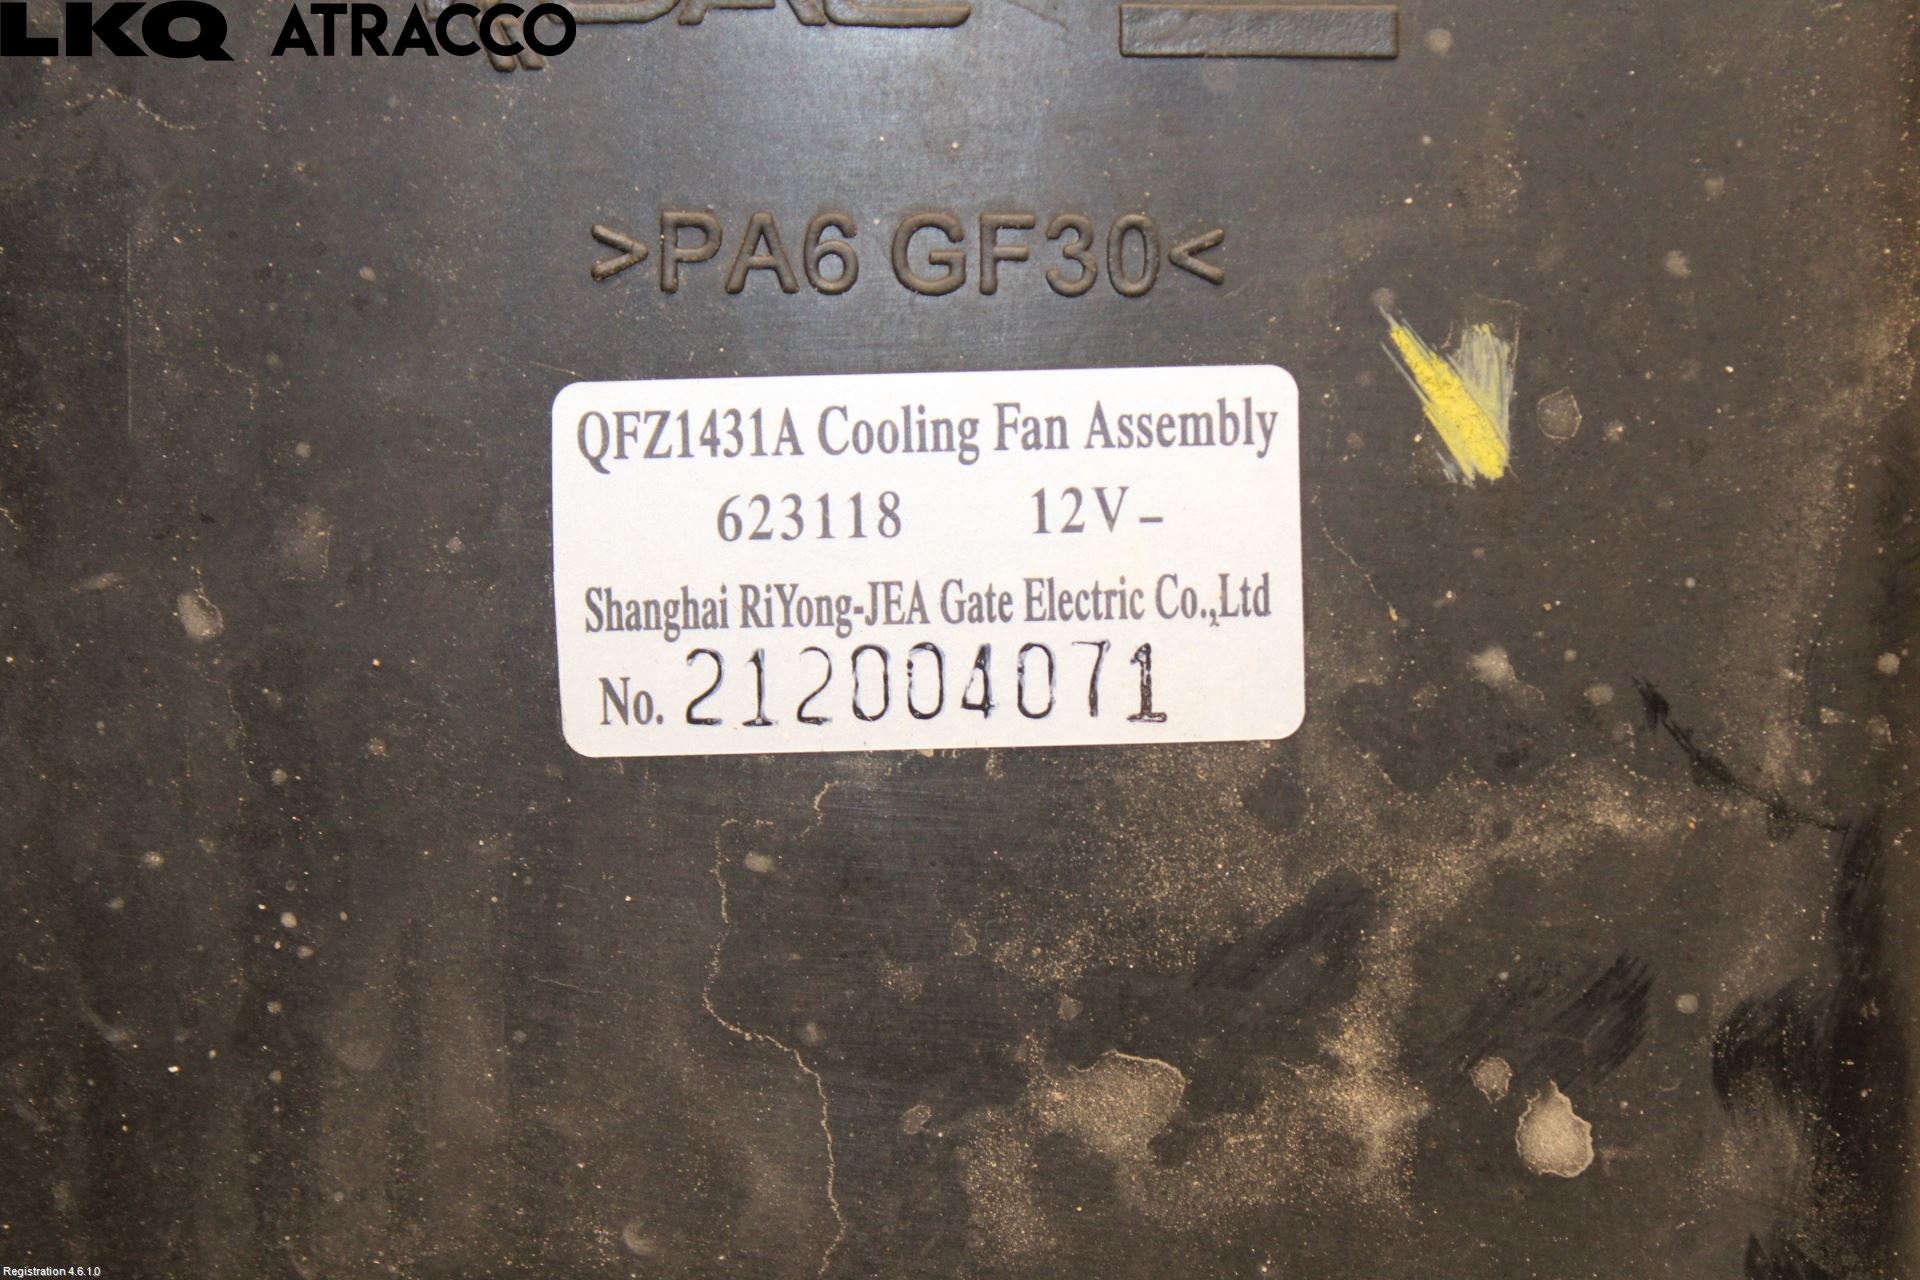 LKQ ATRACCO
>PA6 GF30<
QFZ1431A Cooling Fan Assembly
623118 12V-
Shanghai RiYong-JEA Gate Electric Co.,Ltd
No. 212004071
Registration 4.6.1.0